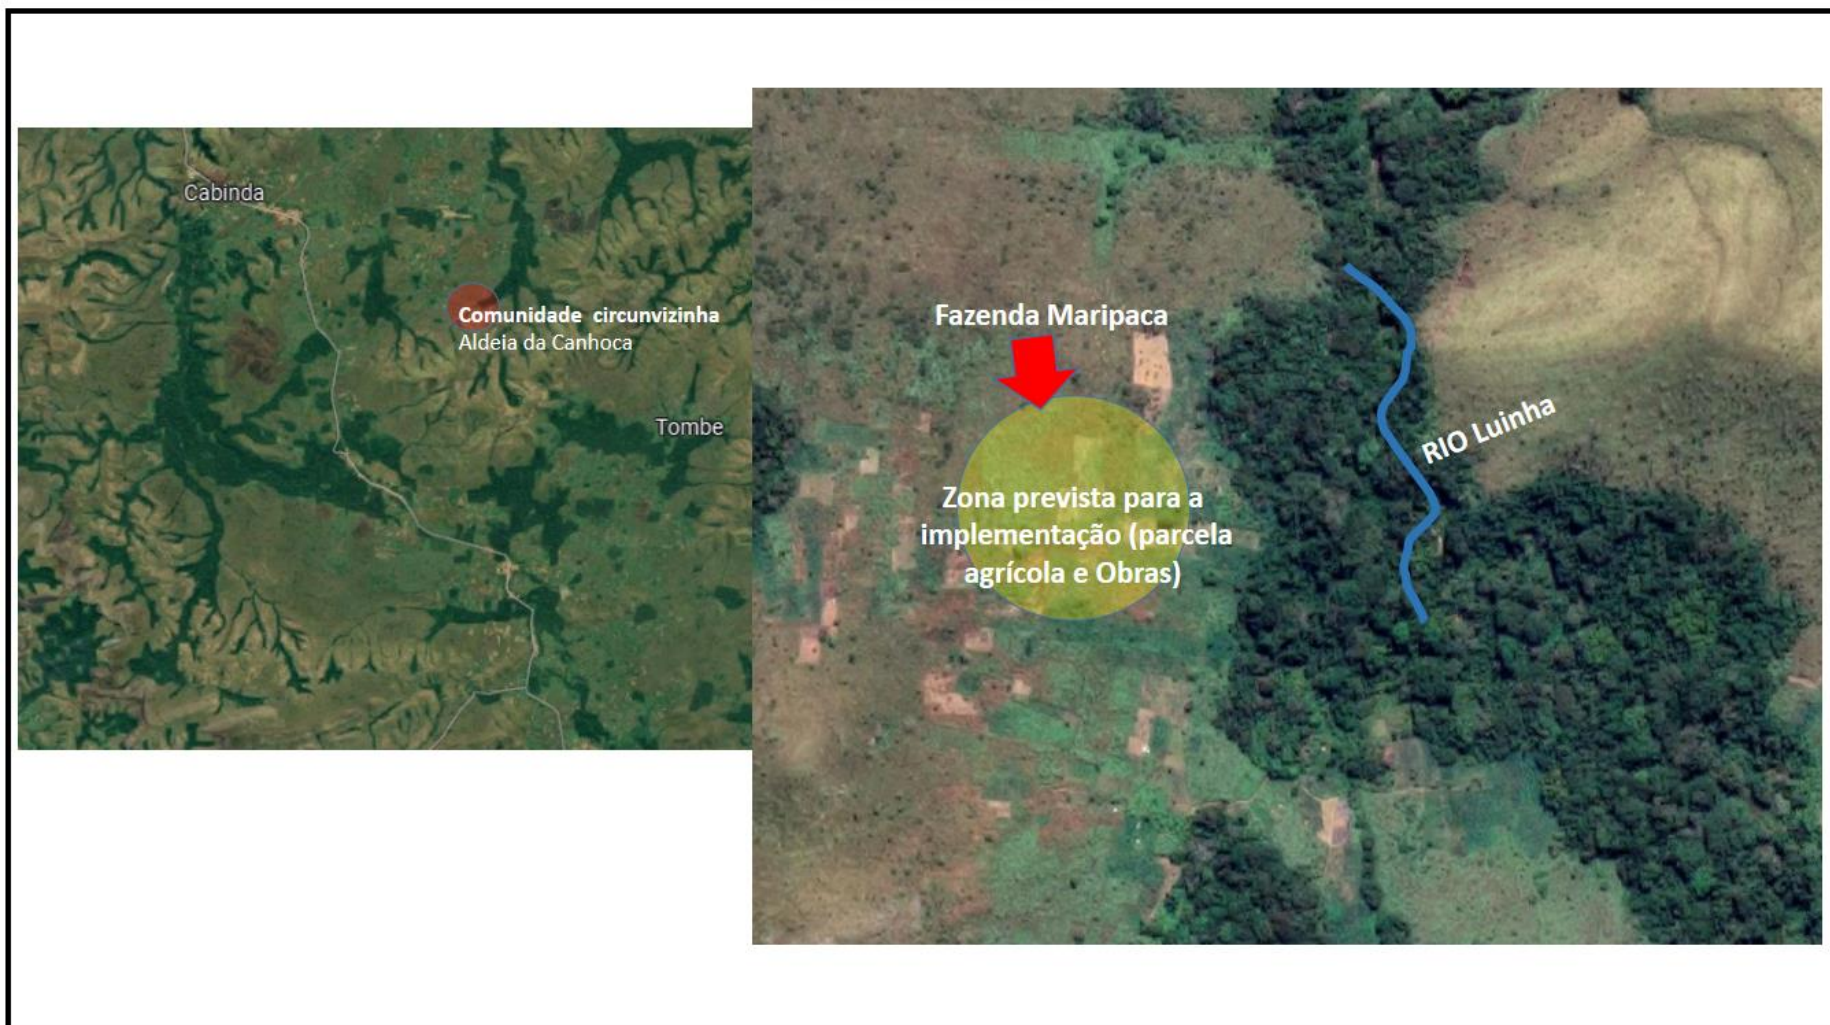 Cabinda
Comunidade circunvizinha
Aldeia da Canhoca
Tombe
Fazenda Maripaca
Zona prevista para a
implementação (parcela
agrícola e Obras)
RIO Luinha